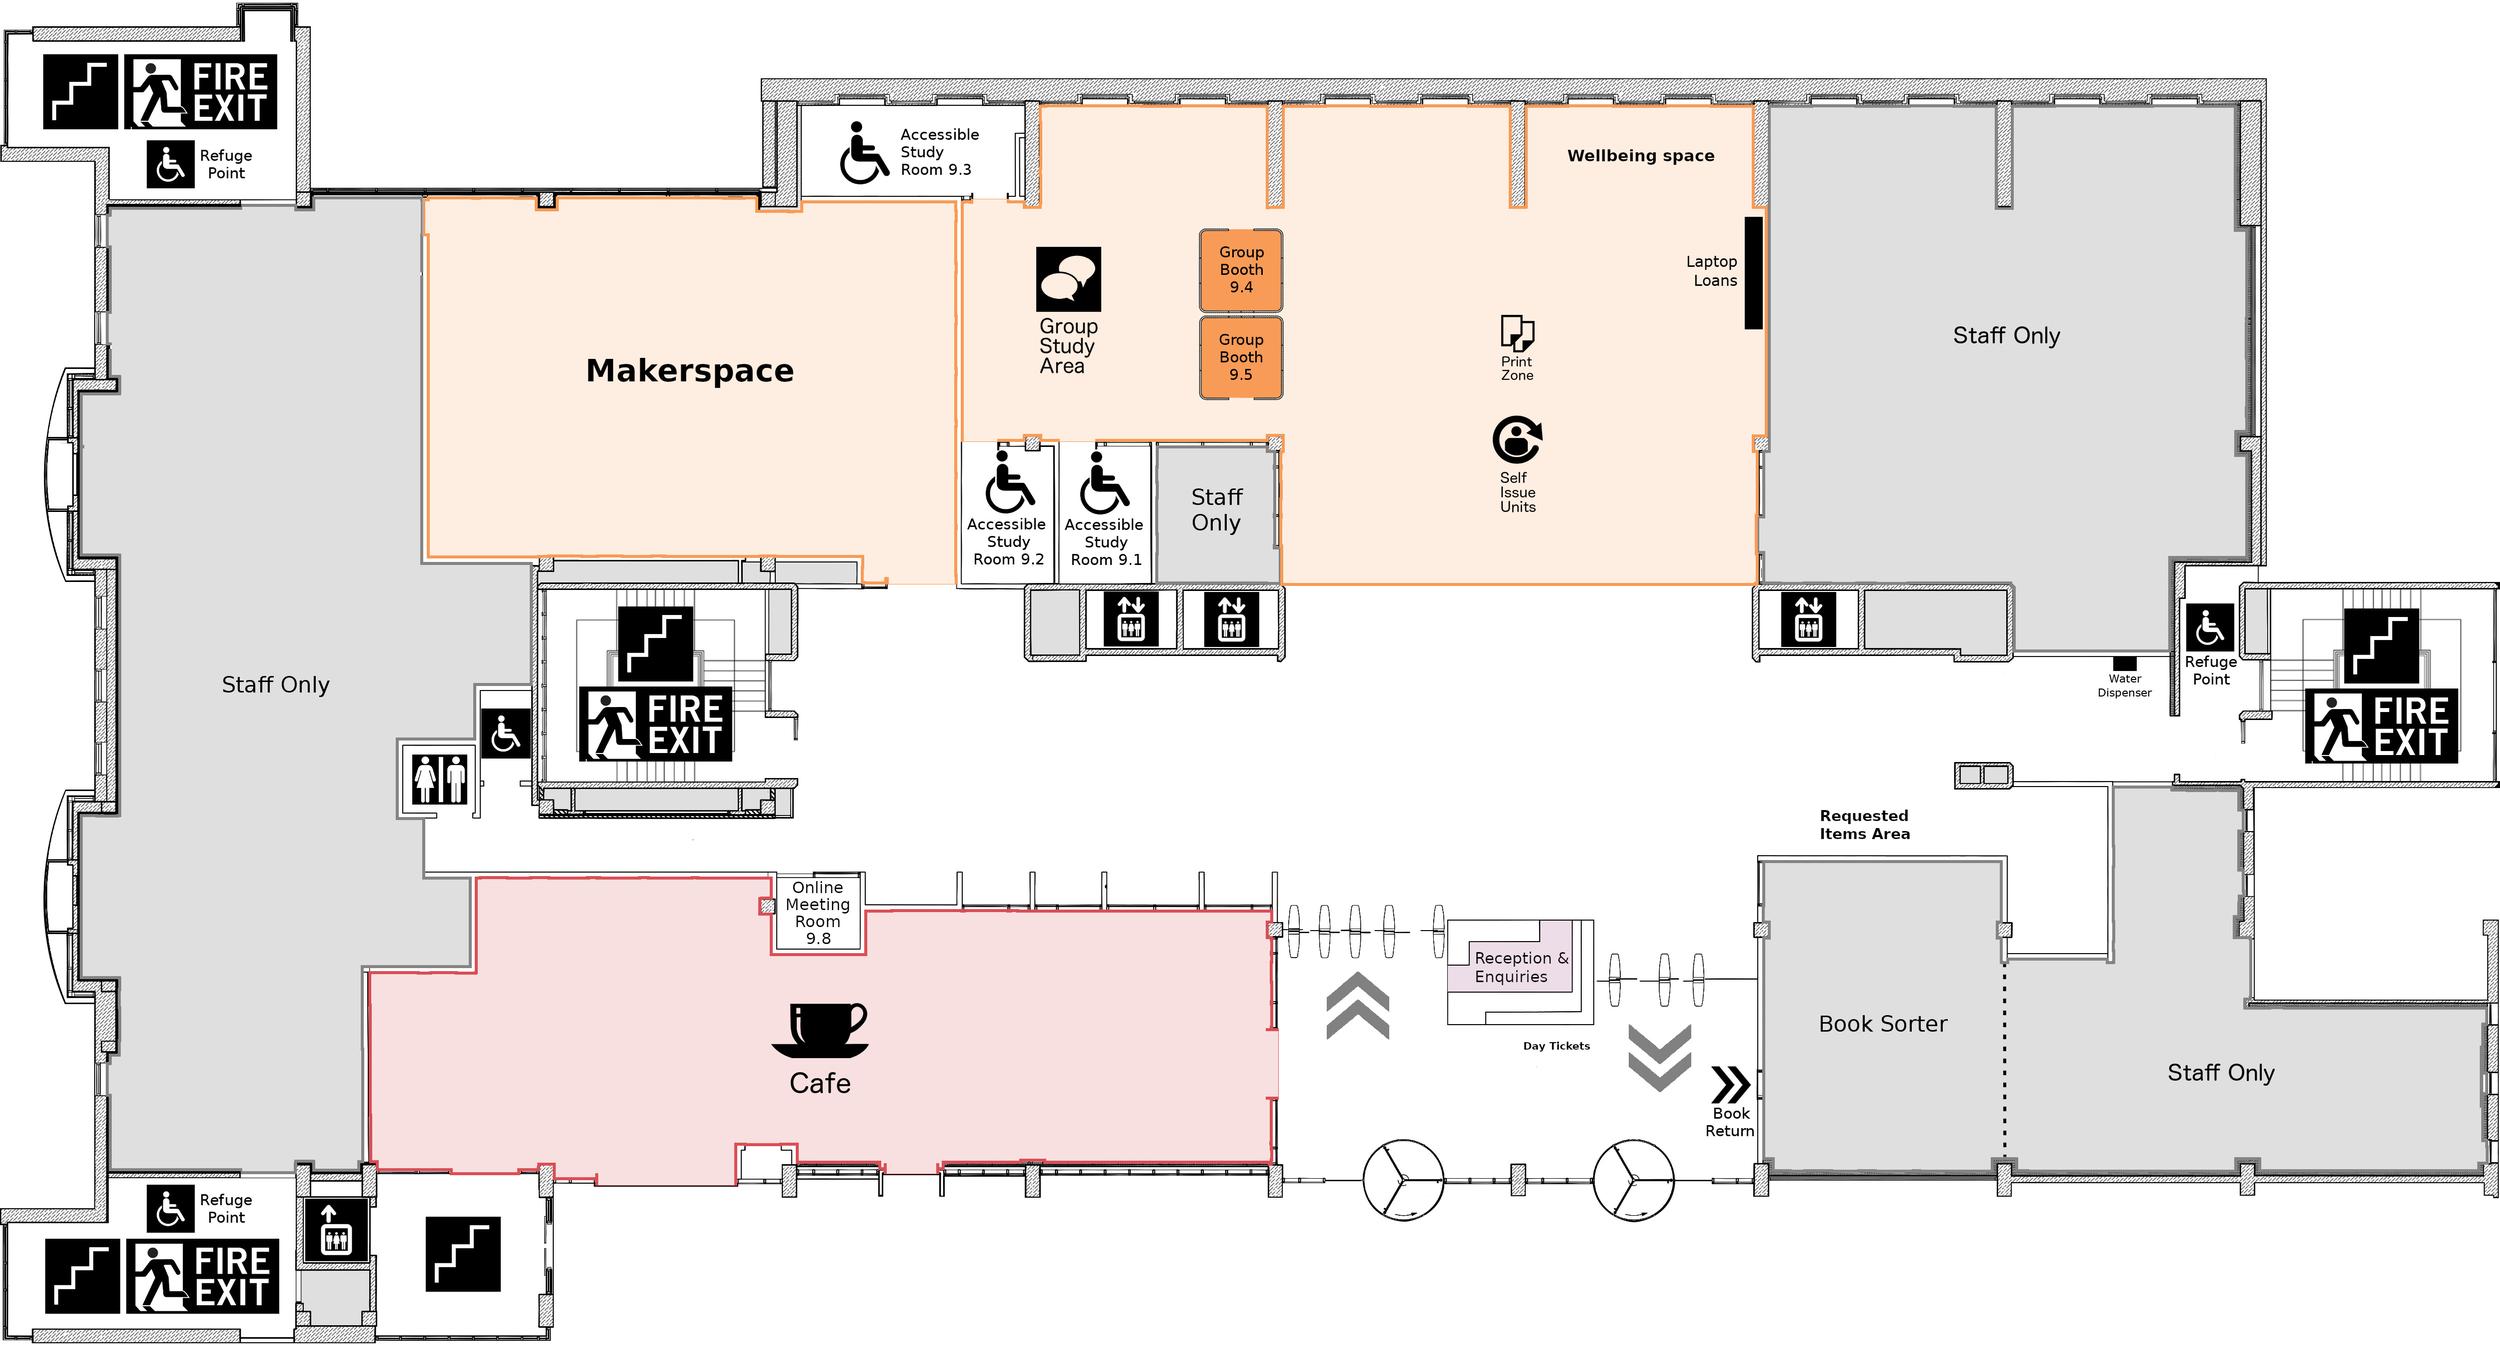 FIRE
EXIT
Refuge
Point
Accessible
Study
Room 9.3
Wellbeing space
Group
Booth
9.4
Laptop
Loans
Group
Study
Area
Group
Booth
9.5
Print
Zone
Staff Only
Makerspace
Self
Issue
Units
Accessible
Study
Room 9.2
Accessible
Study
Room 9.1
Staff
Only
Staff Only
FIRE
EXIT
Water
Dispenser
Refuge
Point
FIRE
EXIT
Requested
Items Area
Online
Meeting
Room
9.8
Reception &
Enquiries
Day Tickets
Book Sorter
Staff Only
Cafe
Book
Return
Refuge
Point
FIRE
EXIT